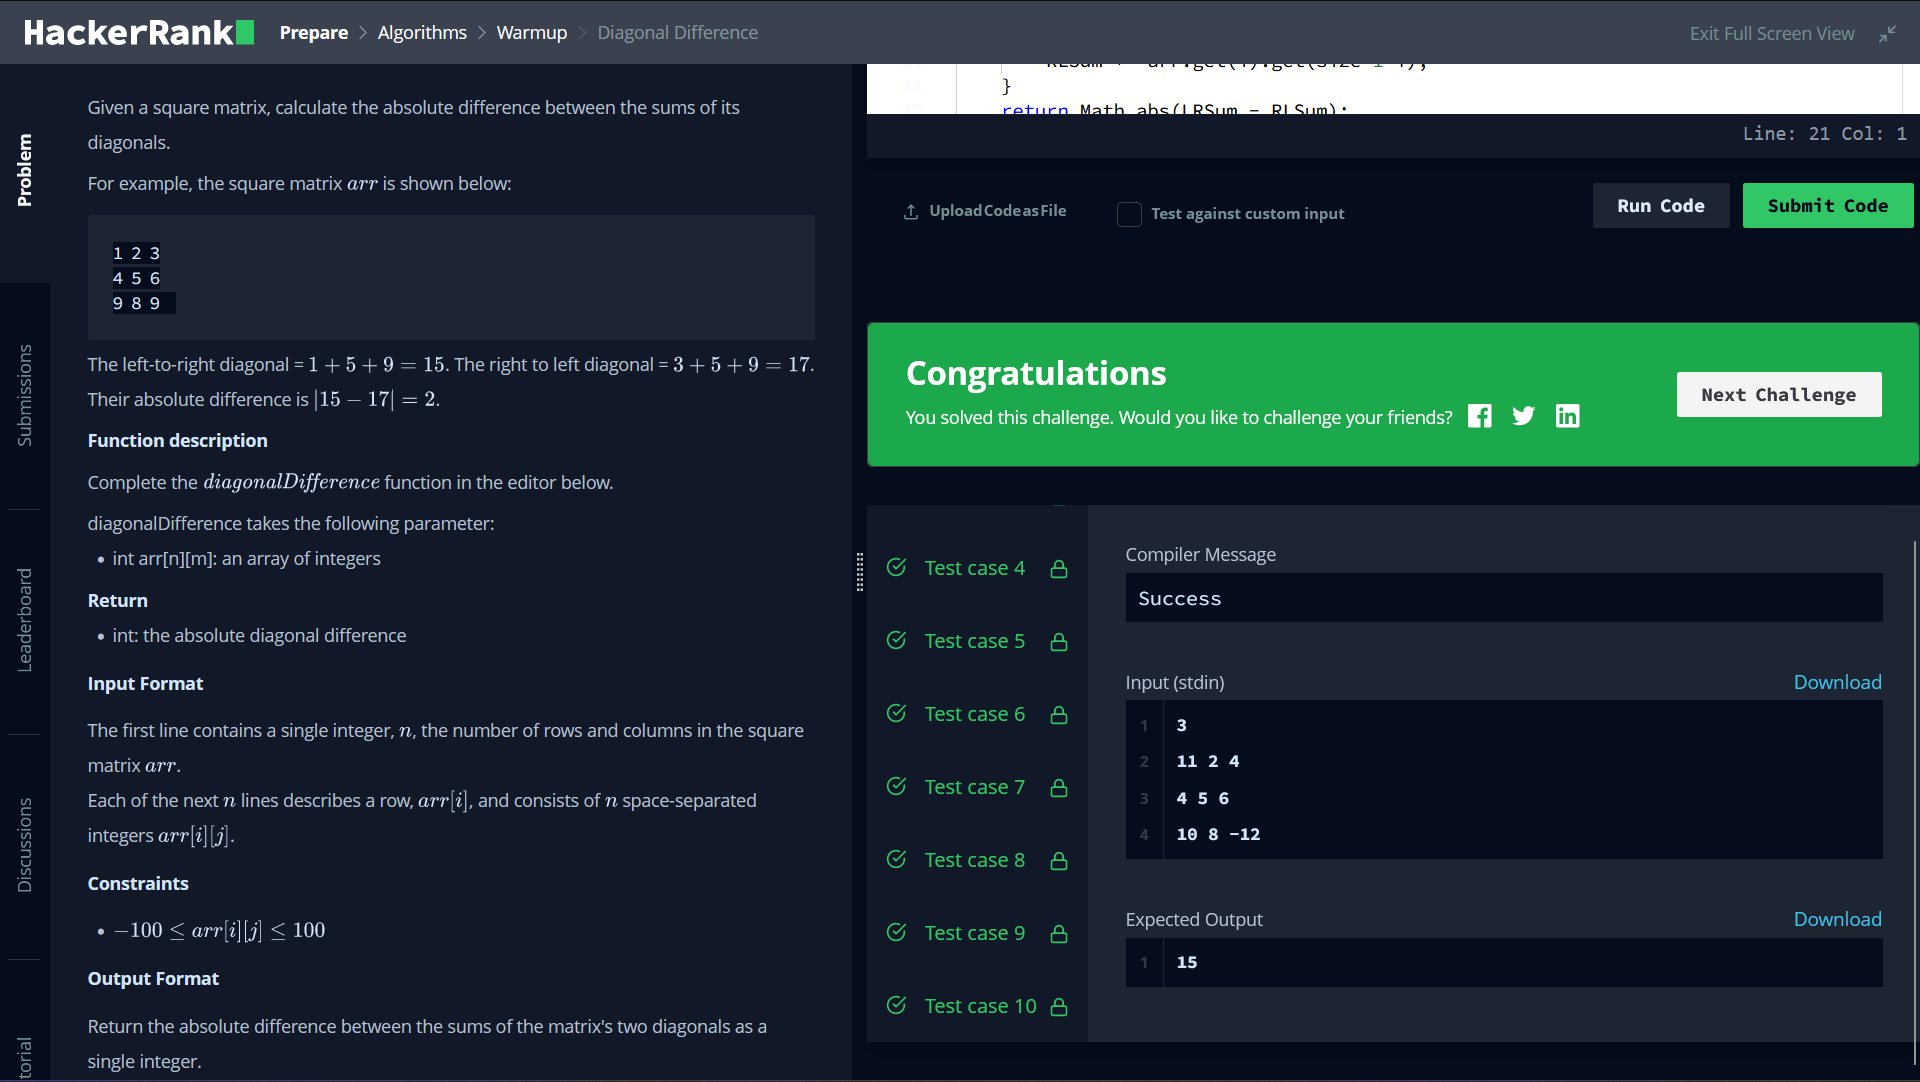 HackerRank
Prepare > Algorithms > Warmup > Diagonal Difference
Exit Full Screen View
Problem
Submissions
Leaderboard
Discussions
torial
Given a square matrix, calculate the absolute difference between the sums of its
diagonals.
For example, the square matrix arr is shown below:
1 2 3
4 5 6
9 8 9
The left-to-right diagonal = 1 + 5 + 9 = 15. The right to left diagonal = 3 + 5 + 9 = 17.
Their absolute difference is |15 − 17| = 2.
Function description
Complete the diagonalDifference function in the editor below.
diagonalDifference takes the following parameter:
• int arr[n][m]: an array of integers
Return
• int: the absolute diagonal difference
Input Format
The first line contains a single integer, n, the number of rows and columns in the square
matrix arr.
Each of the next n lines describes a row, arr[i], and consists of n space-separated
integers arr[i][j].
Constraints
• −100 ≤ arr[i][j] ≤ 100
Output Format
Return the absolute difference between the sums of the matrix's two diagonals as a
single integer.
31 }
return Math.abs(LRSum - RLSum);
Line: 21 Col: 1
Upload Code as File
Test against custom input
Run Code
Submit Code
Congratulations
You solved this challenge. Would you like to challenge your friends?
Next Challenge
Test case 4
Test case 5
Test case 6
Test case 7
Test case 8
Test case 9
Test case 10
Compiler Message
Success
Input (stdin)
Download
1 3
2 11 2 4
3 4 5 6
4 10 8 -12
Expected Output
Download
1 15